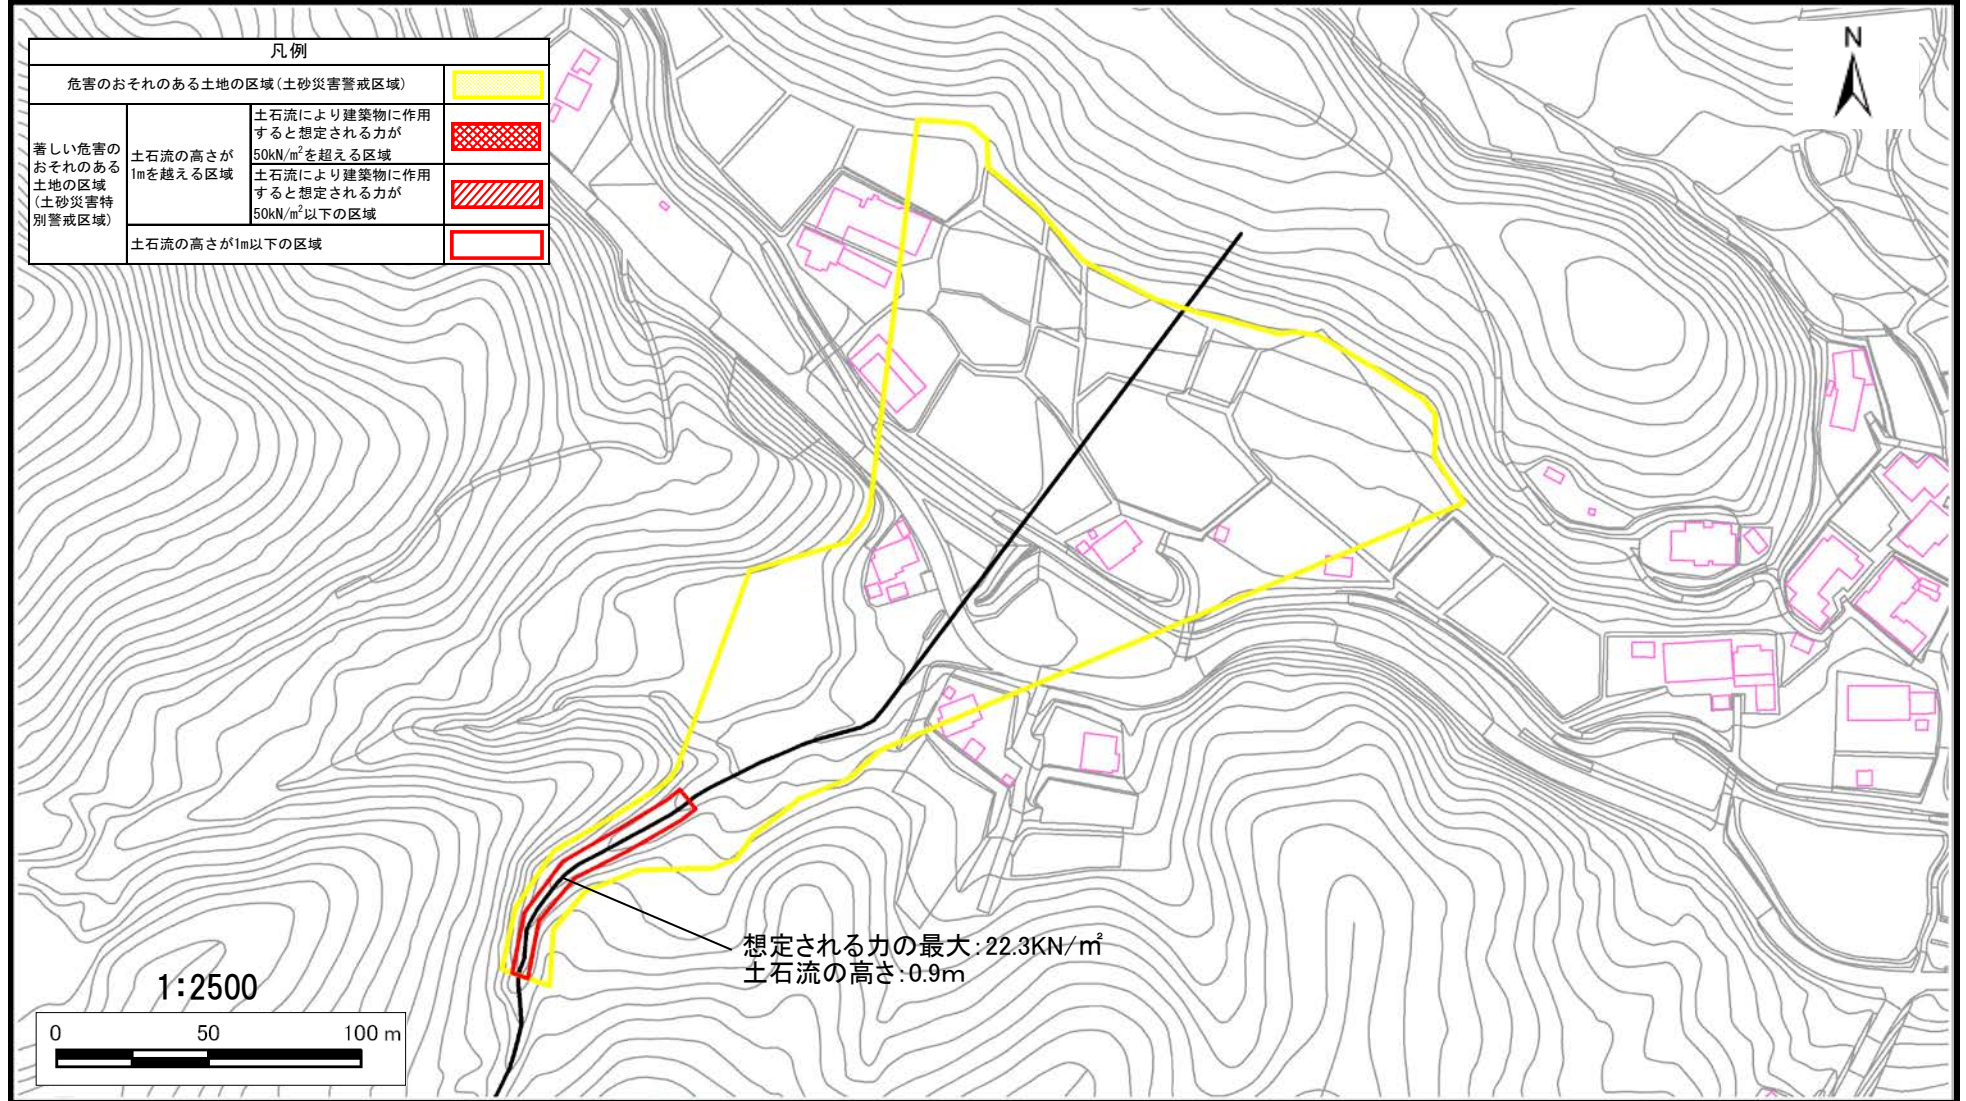 凡例
危害のおそれのある土地の区域(土砂災害警戒区域)
著しい危害の
おそれのある
土地の区域
(土砂災害特
別警戒区域)
土石流の高さが
1mを越える区域
土石流により建築物に作用
すると想定される力が
50kN/m²を超える区域
土石流により建築物に作用
すると想定される力が
50kN/m²以下の区域
土石流の高さが1m以下の区域
N
想定される力の最大:22.3KN/㎡
土石流の高さ:0.9m
1:2500
0 50 100 m